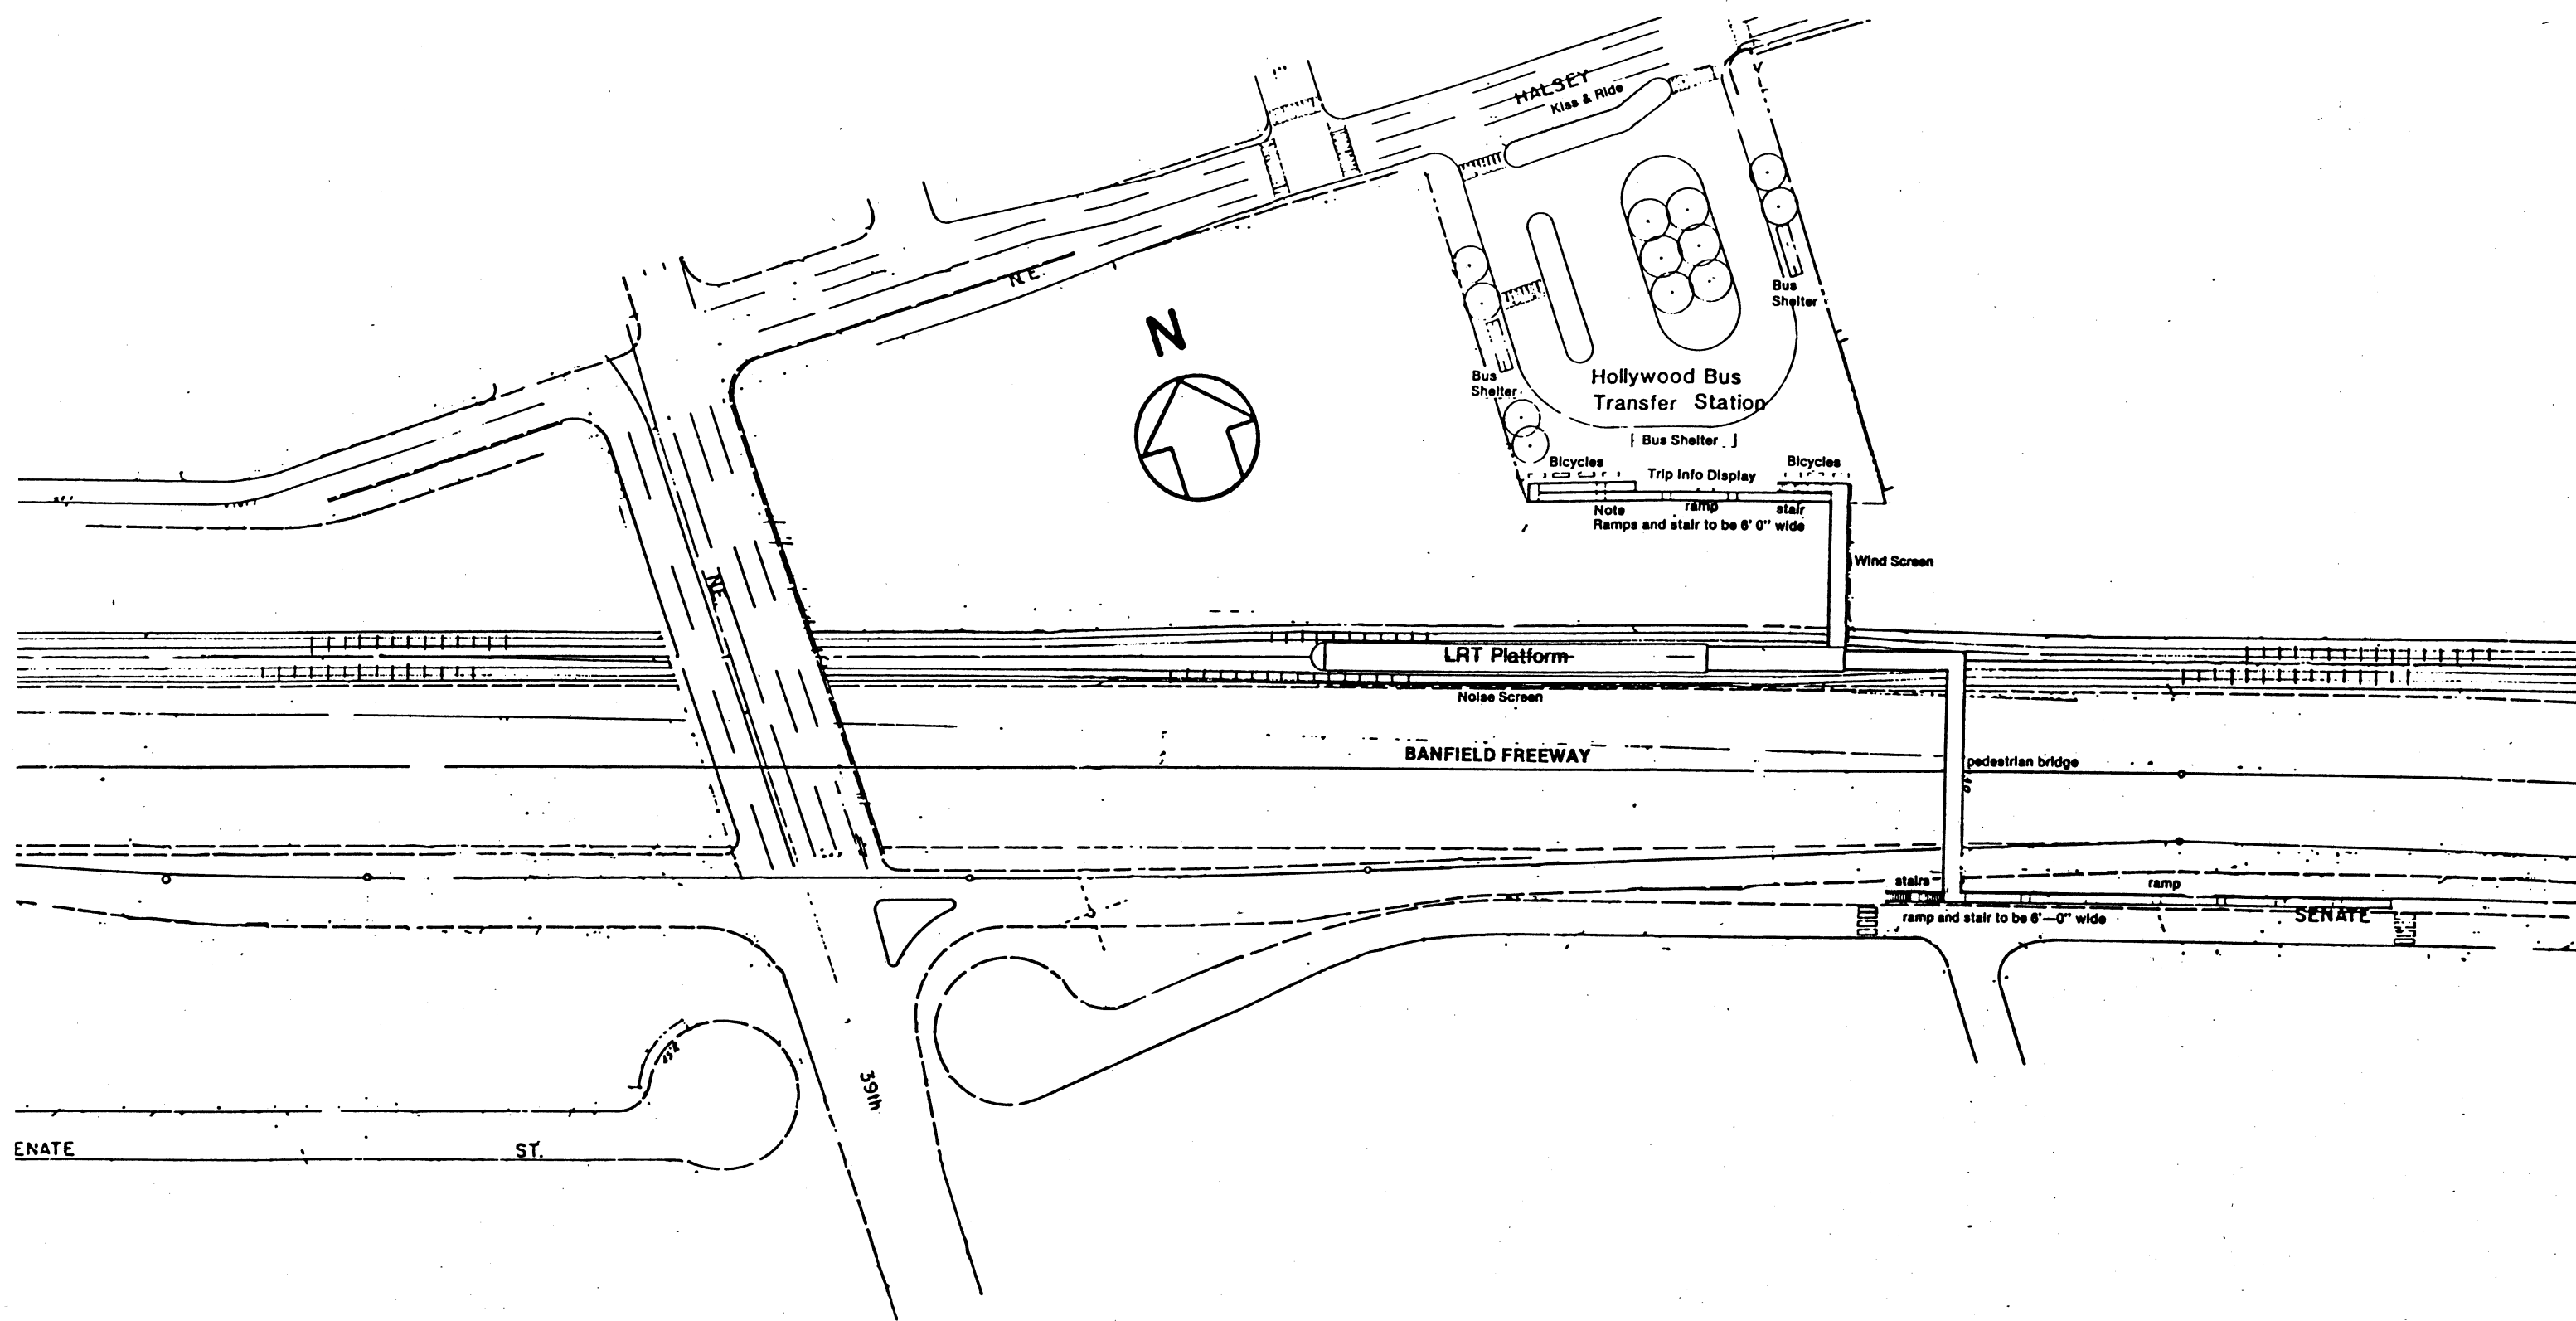 HALSEY
Kiss & Ride
N.E.
N
Bus
Shelter
Bus
Shelter
Hollywood Bus
Transfer Station
Bus Shelter
Bicycles
Trip Info Display
Bicycles
Note
ramp
stair
Ramps and stair to be 6' 0" wide
Wind Screen
N.E.
LRT Platform
Noise Screen
BANFIELD FREEWAY
pedestrian bridge
stairs
ramp
ramp and stair to be 6'—0" wide
SENATE
39th
45'R
ENATE
ST.